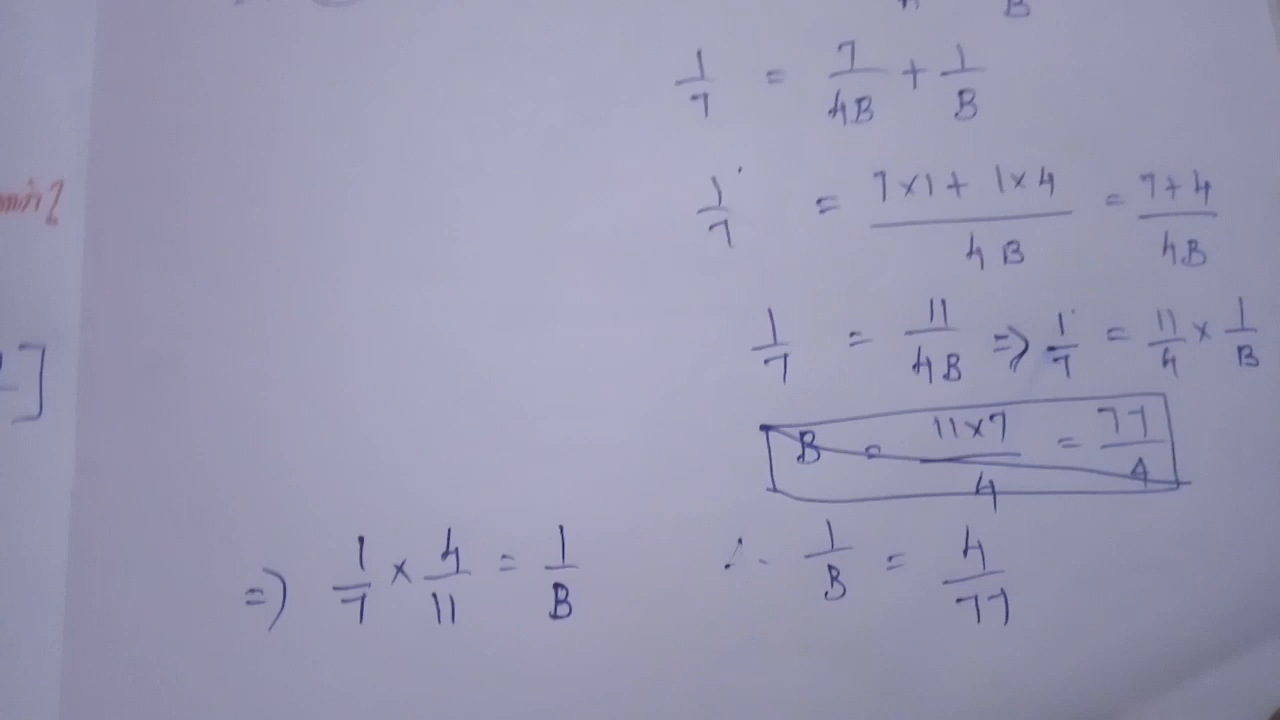 B
1/7 = 7/4B + 1/B
1/7 = (7×1 + 1×4)/4B = (7+4)/4B
1/7 = 11/4B => 1/7 = 11/4 × 1/B
B = (11×7)/4 = 77/4
=> 1/7 × 4/11 = 1/B ∴ 1/B = 4/77
]